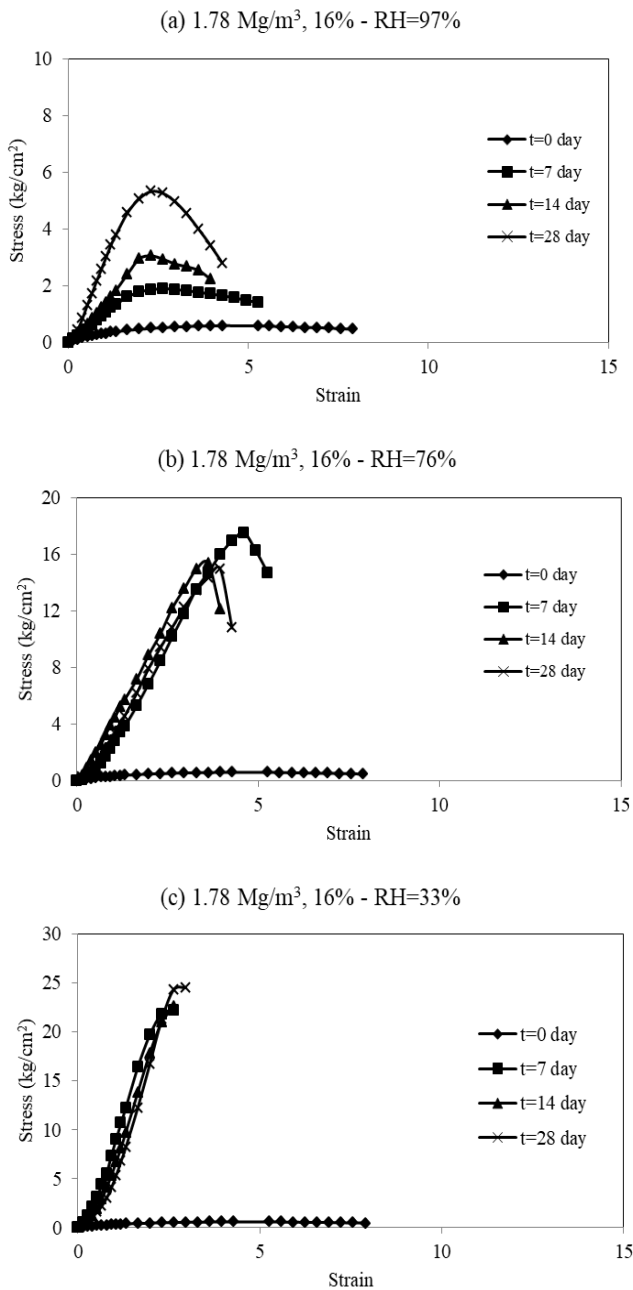 (a) 1.78 Mg/m³, 16% - RH=97%
10
8
6
4
2
0
Stress (kg/cm²)
t=0 day
t=7 day
t=14 day
t=28 day
0 5 10 15
Strain
(b) 1.78 Mg/m³, 16% - RH=76%
20
16
12
8
4
0
Stress (kg/cm²)
t=0 day
t=7 day
t=14 day
t=28 day
0 5 10 15
Strain
(c) 1.78 Mg/m³, 16% - RH=33%
30
25
20
15
10
5
0
Stress (kg/cm²)
t=0 day
t=7 day
t=14 day
t=28 day
0 5 10 15
Strain